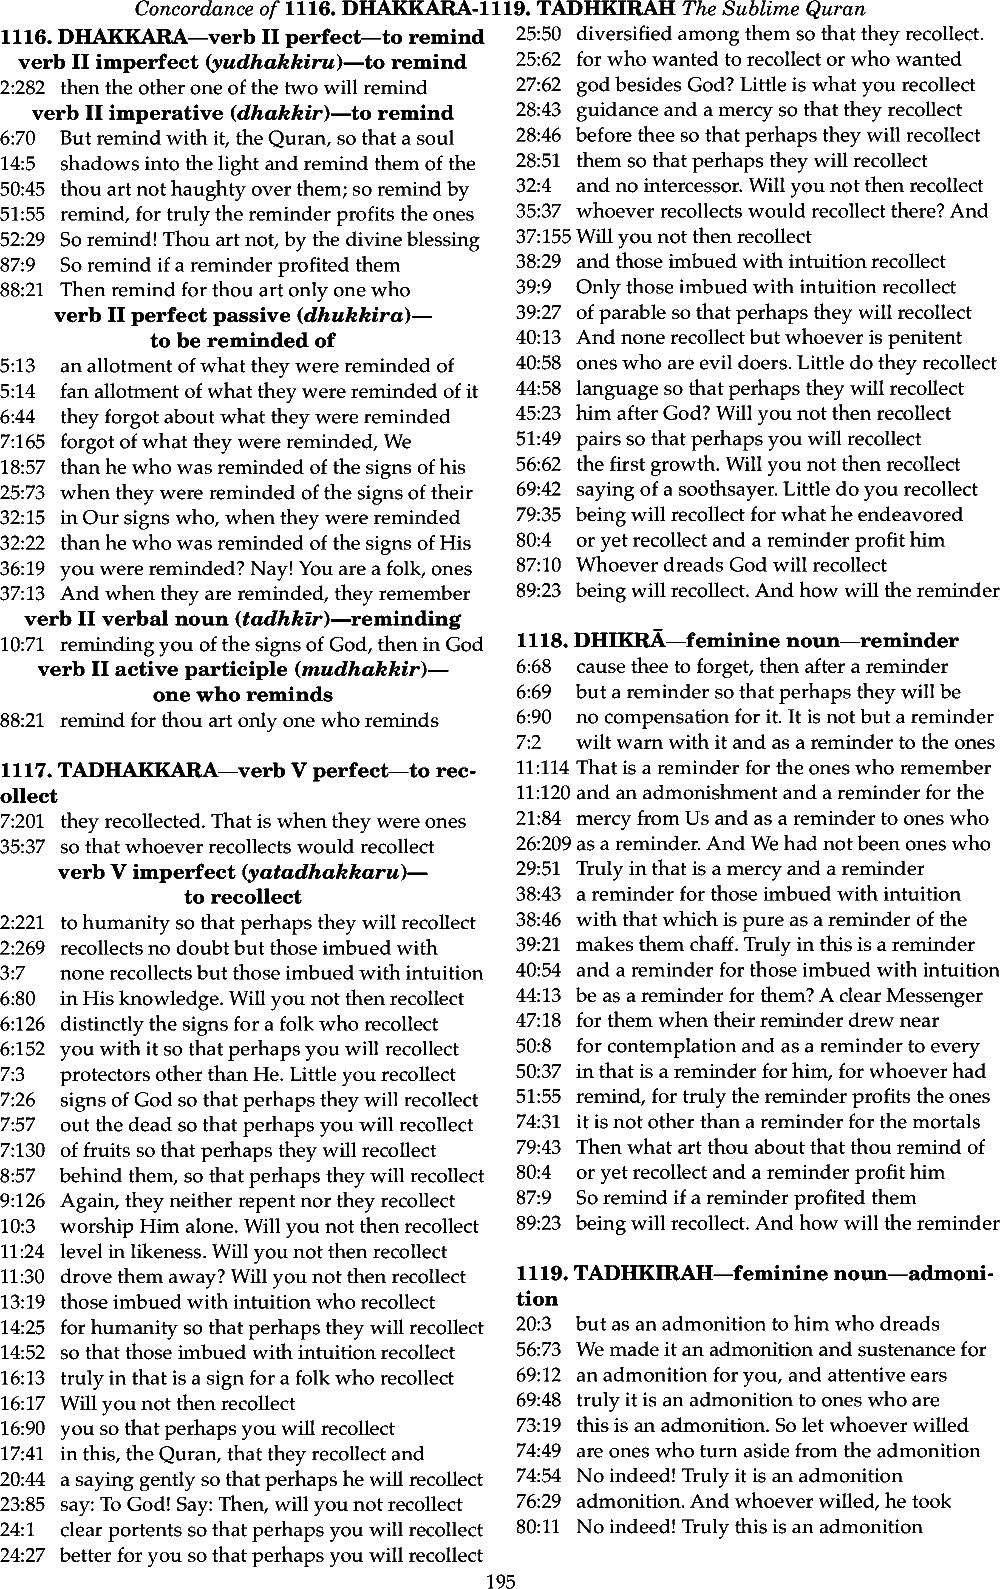 Concordance of 1116. DHAKKARA-1119. TADHKIRAH The Sublime Quran
1116. DHAKKARA—verb II perfect—to remind
verb II imperfect (yudhakkiru)—to remind
2:282 then the other one of the two will remind
verb II imperative (dhakkir)—to remind
6:70 But remind with it, the Quran, so that a soul
14:5 shadows into the light and remind them of the
50:45 thou art not haughty over them; so remind by
51:55 remind, for truly the reminder profits the ones
52:29 So remind! Thou art not, by the divine blessing
87:9 So remind if a reminder profited them
88:21 Then remind for thou art only one who
verb II perfect passive (dhukkira)—
to be reminded of
5:13 an allotment of what they were reminded of
5:14 fan allotment of what they were reminded of it
6:44 they forgot about what they were reminded
7:165 forgot of what they were reminded, We
18:57 than he who was reminded of the signs of his
25:73 when they were reminded of the signs of their
32:15 in Our signs who, when they were reminded
32:22 than he who was reminded of the signs of His
36:19 you were reminded? Nay! You are a folk, ones
37:13 And when they are reminded, they remember
verb II verbal noun (tadhkīr)—reminding
10:71 reminding you of the signs of God, then in God
verb II active participle (mudhakkir)—
one who reminds
88:21 remind for thou art only one who reminds
1117. TADHAKKARA—verb V perfect—to rec-
ollect
7:201 they recollected. That is when they were ones
35:37 so that whoever recollects would recollect
verb V imperfect (yatadhakkaru)—
to recollect
2:221 to humanity so that perhaps they will recollect
2:269 recollects no doubt but those imbued with
3:7 none recollects but those imbued with intuition
6:80 in His knowledge. Will you not then recollect
6:126 distinctly the signs for a folk who recollect
6:152 you with it so that perhaps you will recollect
7:3 protectors other than He. Little you recollect
7:26 signs of God so that perhaps they will recollect
7:57 out the dead so that perhaps you will recollect
7:130 of fruits so that perhaps they will recollect
8:57 behind them, so that perhaps they will recollect
9:126 Again, they neither repent nor they recollect
10:3 worship Him alone. Will you not then recollect
11:24 level in likeness. Will you not then recollect
11:30 drove them away? Will you not then recollect
13:19 those imbued with intuition who recollect
14:25 for humanity so that perhaps they will recollect
14:52 so that those imbued with intuition recollect
16:13 truly in that is a sign for a folk who recollect
16:17 Will you not then recollect
16:90 you so that perhaps you will recollect
17:41 in this, the Quran, that they recollect and
20:44 a saying gently so that perhaps he will recollect
23:85 say: To God! Say: Then, will you not recollect
24:1 clear portents so that perhaps you will recollect
24:27 better for you so that perhaps you will recollect
25:50 diversified among them so that they recollect.
25:62 for who wanted to recollect or who wanted
27:62 god besides God? Little is what you recollect
28:43 guidance and a mercy so that they recollect
28:46 before thee so that perhaps they will recollect
28:51 them so that perhaps they will recollect
32:4 and no intercessor. Will you not then recollect
35:37 whoever recollects would recollect there? And
37:155 Will you not then recollect
38:29 and those imbued with intuition recollect
39:9 Only those imbued with intuition recollect
39:27 of parable so that perhaps they will recollect
40:13 And none recollect but whoever is penitent
40:58 ones who are evil doers. Little do they recollect
44:58 language so that perhaps they will recollect
45:23 him after God? Will you not then recollect
51:49 pairs so that perhaps you will recollect
56:62 the first growth. Will you not then recollect
69:42 saying of a soothsayer. Little do you recollect
79:35 being will recollect for what he endeavored
80:4 or yet recollect and a reminder profit him
87:10 Whoever dreads God will recollect
89:23 being will recollect. And how will the reminder
1118. DHIKRĀ—feminine noun—reminder
6:68 cause thee to forget, then after a reminder
6:69 but a reminder so that perhaps they will be
6:90 no compensation for it. It is not but a reminder
7:2 wilt warn with it and as a reminder to the ones
11:114 That is a reminder for the ones who remember
11:120 and an admonishment and a reminder for the
21:84 mercy from Us and as a reminder to ones who
26:209 as a reminder. And We had not been ones who
29:51 Truly in that is a mercy and a reminder
38:43 a reminder for those imbued with intuition
38:46 with that which is pure as a reminder of the
39:21 makes them chaff. Truly in this is a reminder
40:54 and a reminder for those imbued with intuition
44:13 be as a reminder for them? A clear Messenger
47:18 for them when their reminder drew near
50:8 for contemplation and as a reminder to every
50:37 in that is a reminder for him, for whoever had
51:55 remind, for truly the reminder profits the ones
74:31 it is not other than a reminder for the mortals
79:43 Then what art thou about that thou remind of
80:4 or yet recollect and a reminder profit him
87:9 So remind if a reminder profited them
89:23 being will recollect. And how will the reminder
1119. TADHKIRAH—feminine noun—admoni-
tion
20:3 but as an admonition to him who dreads
56:73 We made it an admonition and sustenance for
69:12 an admonition for you, and attentive ears
69:48 truly it is an admonition to ones who are
73:19 this is an admonition. So let whoever willed
74:49 are ones who turn aside from the admonition
74:54 No indeed! Truly it is an admonition
76:29 admonition. And whoever willed, he took
80:11 No indeed! Truly this is an admonition
195